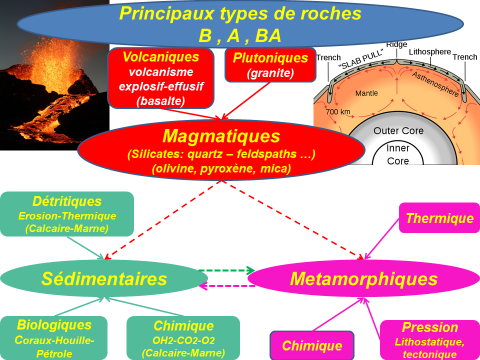 Principaux types de roches
B , A , BA
Volcaniques
volcanisme
explosif-effusif
(basalte)
Plutoniques
(granite)
Trench
Ridge
"SLAB PULL"
Lithosphere
Trench
Asthenosphere
Mantle
700 km
Outer Core
Inner
Core
Magmatiques
(Silicates: quartz – feldspaths ...)
(olivine, pyroxène, mica)
Détritiques
Erosion-Thermique
(Calcaire-Marne)
Thermique
Sédimentaires
Metamorphiques
Biologiques
Coraux-Houille-
Pétrole
Chimique
OH2-CO2-O2
(Calcaire-Marne)
Chimique
Pression
Lithostatique,
tectonique